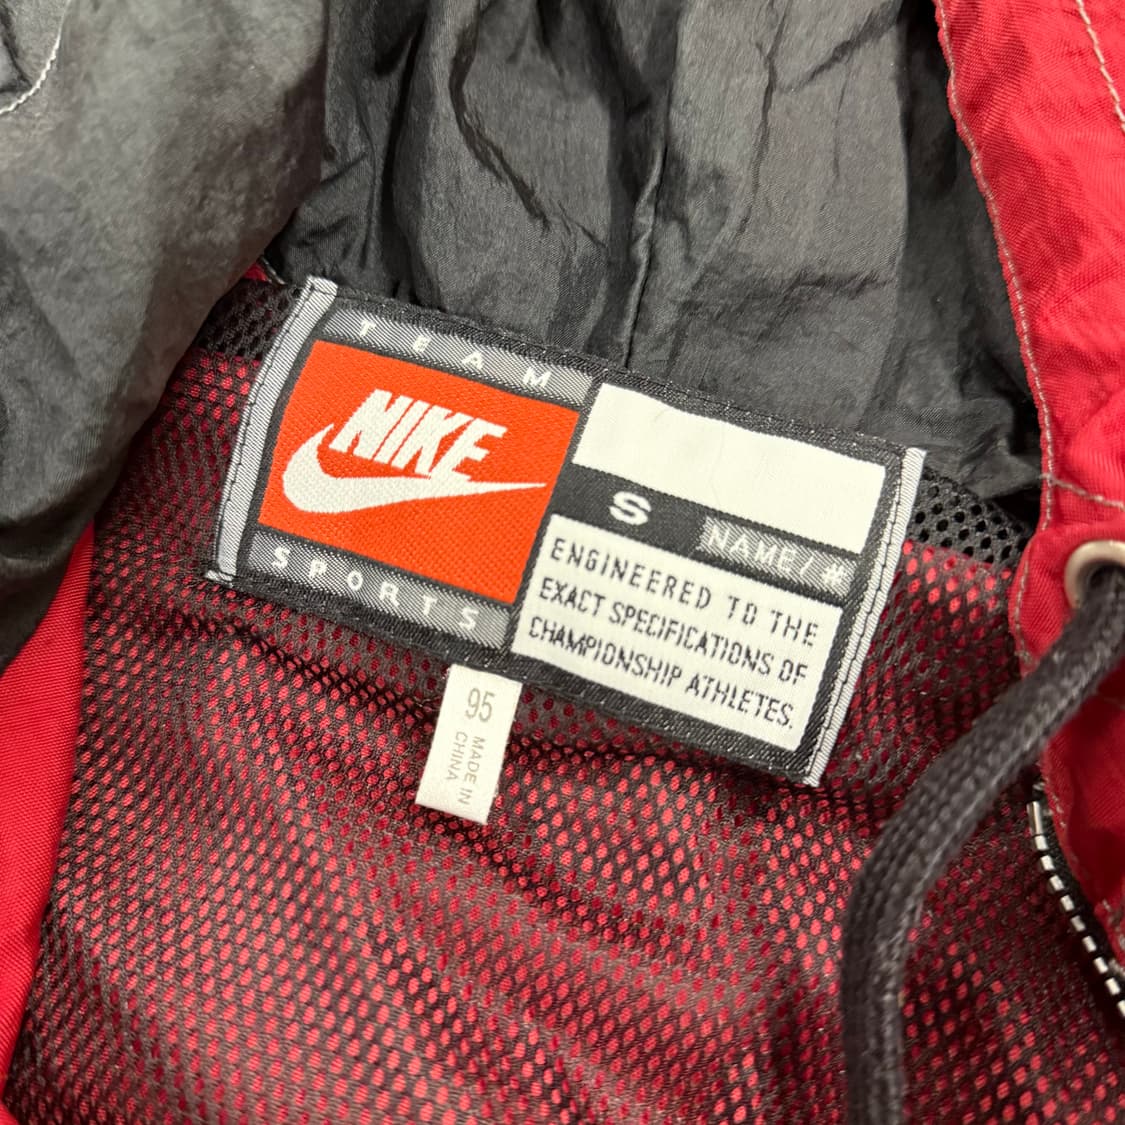 TEAM
NIKE
SPORTS
S
NAME/#
ENGINEERED TO THE
EXACT SPECIFICATIONS OF
CHAMPIONSHIP ATHLETES.
95
MADE IN
CHINA